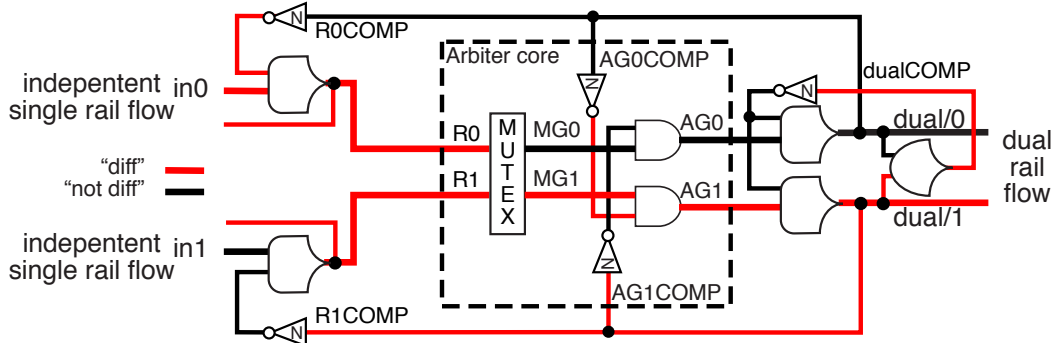 N
R0COMP
Arbiter core
AG0COMP
N
dualCOMP
N
indepentent
single rail flow
in0
dual/0
R0
MUTEX
MG0
AG0
dual
rail
flow
"diff"
"not diff"
R1
MG1
AG1
dual/1
indepentent
single rail flow
in1
N
AG1COMP
R1COMP
N